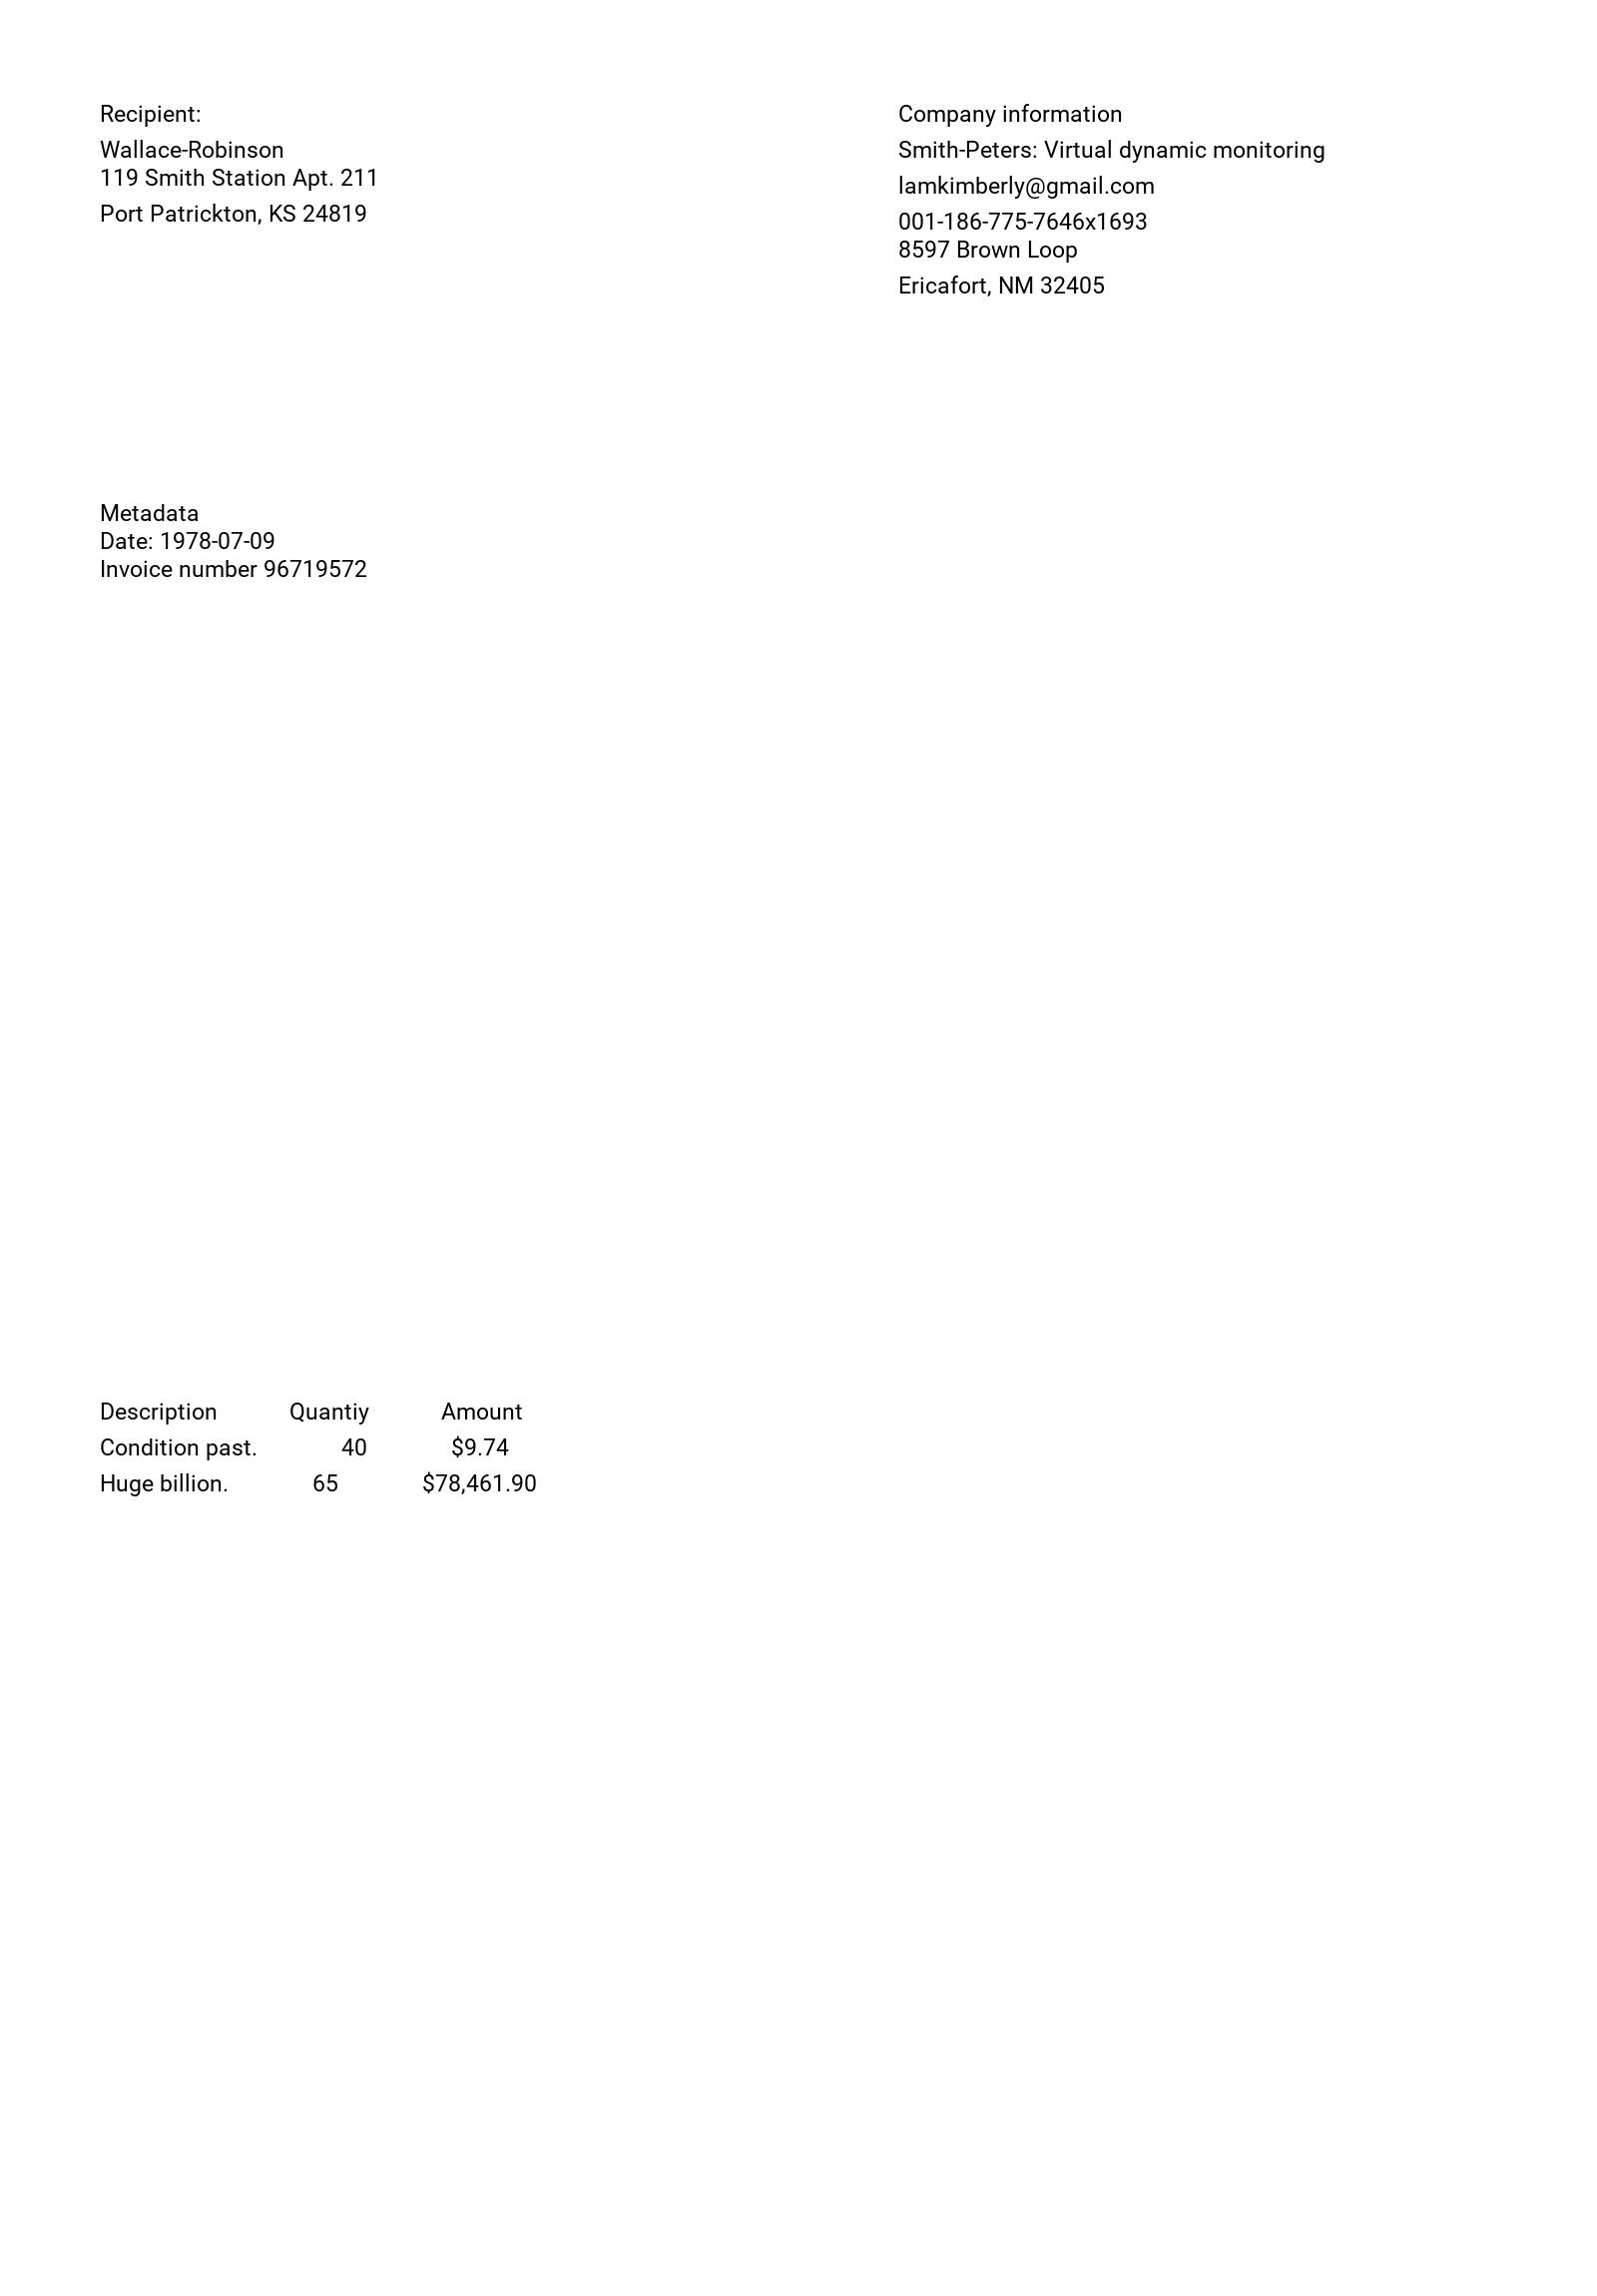 Recipient:
Wallace-Robinson
119 Smith Station Apt. 211
Port Patrickton, KS 24819
Company information
Smith-Peters: Virtual dynamic monitoring
lamkimberly@gmail.com
001-186-775-7646x1693
8597 Brown Loop
Ericafort, NM 32405
Metadata
Date: 1978-07-09
Invoice number 96719572
Description Quantiy Amount
Condition past. 40 $9.74
Huge billion. 65 $78,461.90